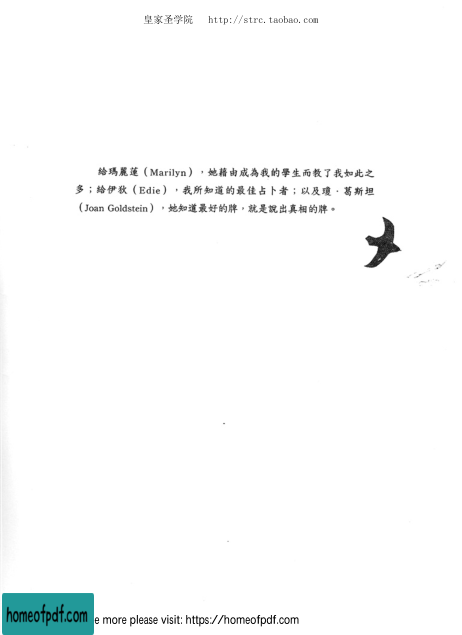 皇家圣学院 http://strc.taobao.com
給瑪麗蓮（Marilyn），她藉由成為我的學生而教了我如此之
多；給伊狄（Edie），我所知道的最佳占卜者；以及瓊．葛斯坦
（Joan Goldstein），她知道最好的牌，就是說出真相的牌。
homeofpdf.com
e more please visit: https://homeofpdf.com